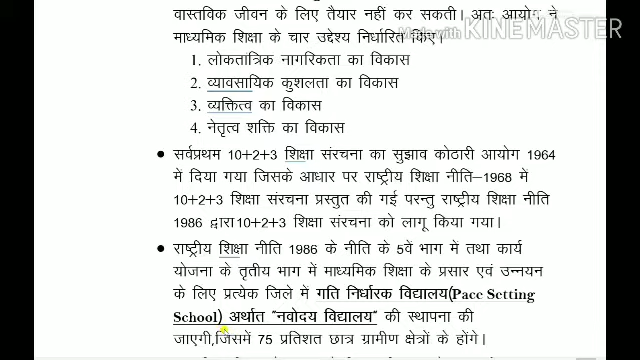 वास्तविक जीवन के लिए तैयार नहीं कर सकती। अतः आयोग ने
माध्यमिक शिक्षा के चार उद्देश्य निर्धारित किए।
Made with KINEMASTER
1. लोकतांत्रिक नागरिकता का विकास
2. व्यावसायिक कुशलता का विकास
3. व्यक्तित्व का विकास
4. नेतृत्व शक्ति का विकास
• सर्वप्रथम 10+2+3 शिक्षा संरचना का सुझाव कोठारी आयोग 1964
में दिया गया जिसके आधार पर राष्ट्रीय शिक्षा नीति–1968 में
10+2+3 शिक्षा संरचना प्रस्तुत की गई परन्तु राष्ट्रीय शिक्षा नीति
1986 द्वारा 10+2+3 शिक्षा संरचना को लागू किया गया।
• राष्ट्रीय शिक्षा नीति 1986 के नीति के 5वें भाग में तथा कार्य
योजना के तृतीय भाग में माध्यमिक शिक्षा के प्रसार एवं उन्नयन
के लिए प्रत्येक जिले में गति निर्धारक विद्यालय(Pace Setting
School) अर्थात "नवोदय विद्यालय" की स्थापना की
जाएगी,जिसमें 75 प्रतिशत छात्र ग्रामीण क्षेत्रों के होंगे।